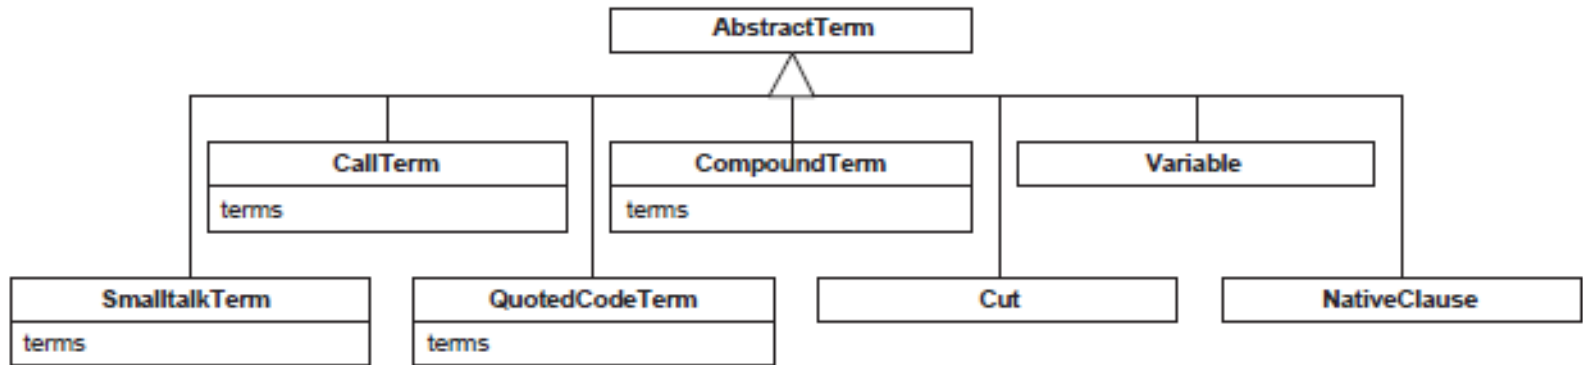 AbstractTerm
CallTerm
terms
CompoundTerm
terms
Variable
SmalltalkTerm
terms
QuotedCodeTerm
terms
Cut
NativeClause